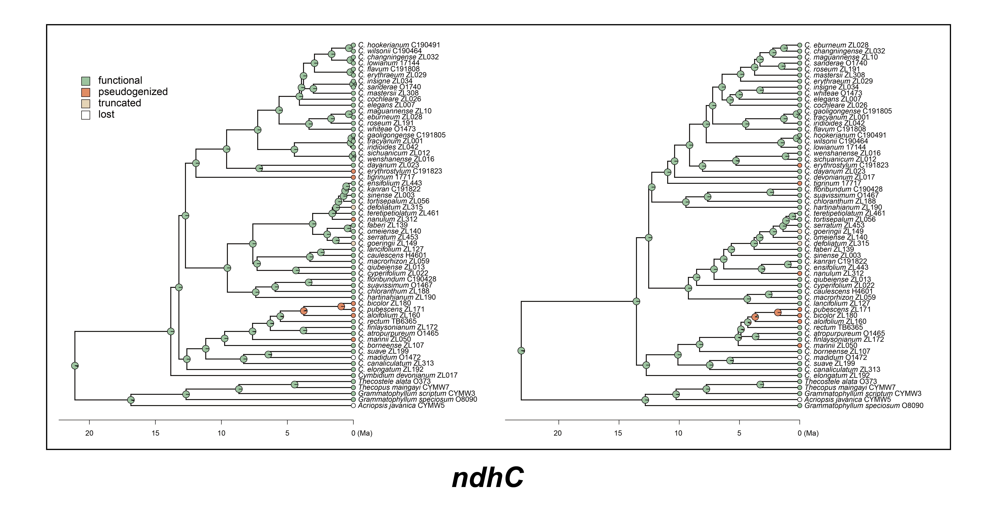 functional
pseudogenized
truncated
lost
C. hookerianum C190491
C. wilsonii C190464
C. changningense ZL032
C. lowianum 17144
C. flavum C191808
C. erythraeum ZL029
C. insigne ZL034
C. sanderae O1740
C. mastersii ZL308
C. cochleare ZL026
C. elegans ZL007
C. maguannense ZL10
C. eburneum ZL028
C. roseum ZL191
C. whiteae O1473
C. gaoligongense C191805
C. tracyanum ZL001
C. iridioides ZL042
C. sichuanicum ZL012
C. wenshanense ZL016
C. dayanum ZL023
C. erythrostylum C191823
C. tigrinum 17717
C. ensifolium ZL443
C. kanran C191822
C. sinense ZL003
C. tortisepalum ZL056
C. defoliatum ZL315
C. teretipetiolatum ZL461
C. nanulum ZL312
C. faberi ZL139
C. omeiense ZL140
C. serratum ZL453
C. goeringii ZL149
C. lancifolium ZL127
C. caulescens H4601
C. macrorhizon ZL059
C. qiubeiense ZL013
C. cyperifolium ZL022
C. floribundum C190428
C. suavissimum O1467
C. chloranthum ZL188
C. hartinahianum ZL190
C. bicolor ZL180
C. pubescens ZL171
C. aloifolium ZL160
C. rectum TB6365
C. finlaysonianum ZL172
C. atropurpureum O1465
C. mannii ZL050
C. borneense ZL107
C. suave ZL199
C. madidum O1472
C. canaliculatum ZL313
C. elongatum ZL192
Cymbidium devonianum ZL017
Thecostele alata O373
Thecopus maingayi CYMW7
Grammatophyllum scriptum CYMW3
Grammatophyllum speciosum O8090
Acriopsis javanica CYMW5
20 15 10 5 0 (Ma)
C. eburneum ZL028
C. changningense ZL032
C. maguannense ZL10
C. sanderae O1740
C. roseum ZL191
C. mastersii ZL308
C. erythraeum ZL029
C. insigne ZL034
C. whiteae O1473
C. elegans ZL007
C. cochleare ZL026
C. gaoligongense C191805
C. tracyanum ZL001
C. iridioides ZL042
C. flavum C191808
C. hookerianum C190491
C. wilsonii C190464
C. lowianum 17144
C. wenshanense ZL016
C. sichuanicum ZL012
C. erythrostylum C191823
C. dayanum ZL023
C. devonianum ZL017
C. tigrinum 17717
C. floribundum C190428
C. suavissimum O1467
C. chloranthum ZL188
C. hartinahianum ZL190
C. teretipetiolatum ZL461
C. tortisepalum ZL056
C. serratum ZL453
C. goeringii ZL149
C. omeiense ZL140
C. defoliatum ZL315
C. faberi ZL139
C. sinense ZL003
C. kanran C191822
C. ensifolium ZL443
C. nanulum ZL312
C. qiubeiense ZL013
C. cyperifolium ZL022
C. caulescens H4601
C. macrorhizon ZL059
C. lancifolium ZL127
C. pubescens ZL171
C. bicolor ZL180
C. aloifolium ZL160
C. rectum TB6365
C. atropurpureum O1465
C. finlaysonianum ZL172
C. mannii ZL050
C. borneense ZL107
C. madidum O1472
C. suave ZL199
C. canaliculatum ZL313
C. elongatum ZL192
Thecostele alata O373
Thecopus maingayi CYMW7
Grammatophyllum scriptum CYMW3
Acriopsis javanica CYMW5
Grammatophyllum speciosum O8090
20 15 10 5 0 (Ma)
ndhC